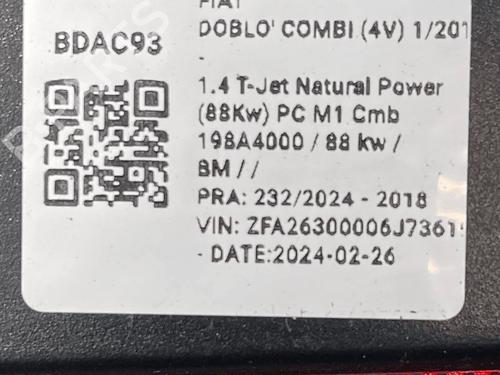 FIAT
BDAC93
DOBLO' COMBI (4V) 1/201
1.4 T-Jet Natural Power
(88Kw) PC M1 Cmb
198A4000 / 88 kw /
BM / /
PRA: 232/2024 - 2018
VIN: ZFA26300006J7361
- DATE:2024-02-26